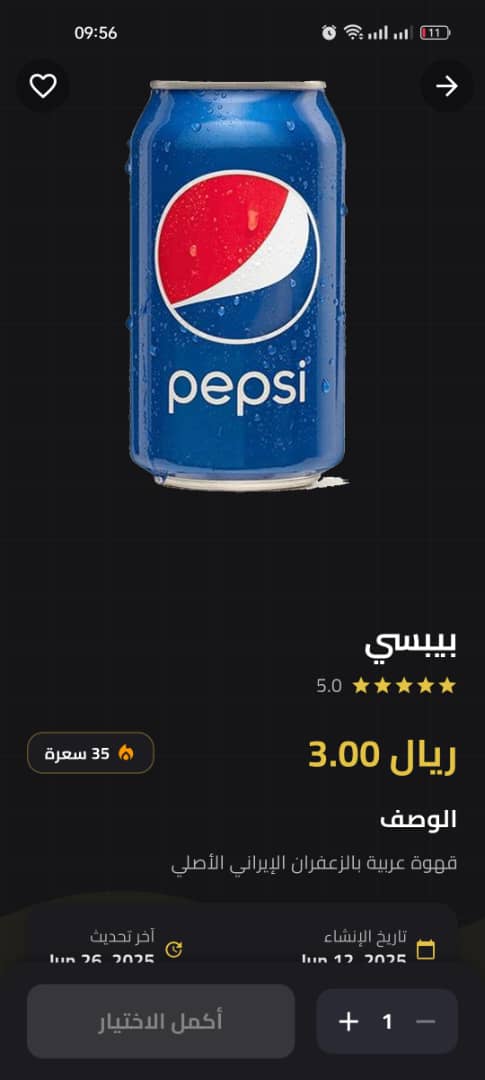 09:56
11
pepsi
بيبسي
5.0
3.00 ريال
35 سعرة
الوصف
قهوة عربية بالزعفران الإيراني الأصلي
تاريخ الإنشاء
Jun 12, 2025
آخر تحديث
Jun 26, 2025
1
أكمل الاختيار